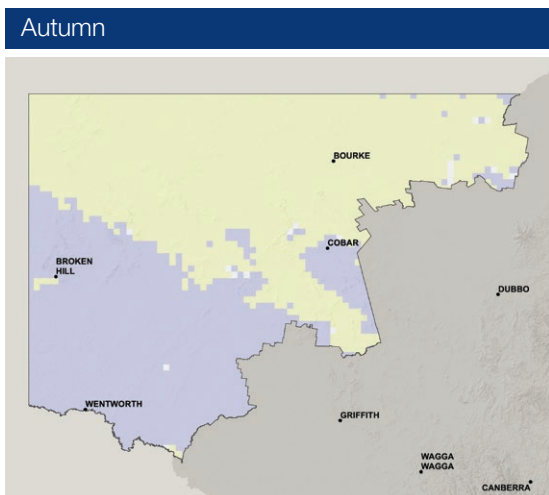 Autumn
BOURKE
COBAR
BROKEN
HILL
DUBBO
WENTWORTH
GRIFFITH
WAGGA
WAGGA
CANBERRA